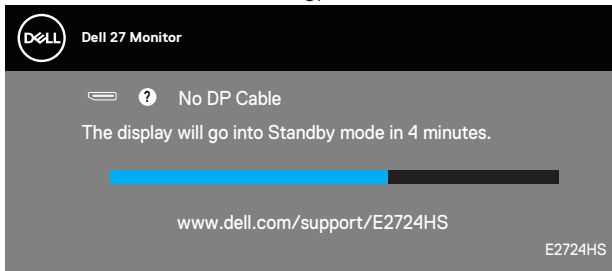 DELL Dell 27 Monitor
? No DP Cable
The display will go into Standby mode in 4 minutes.
www.dell.com/support/E2724HS
E2724HS